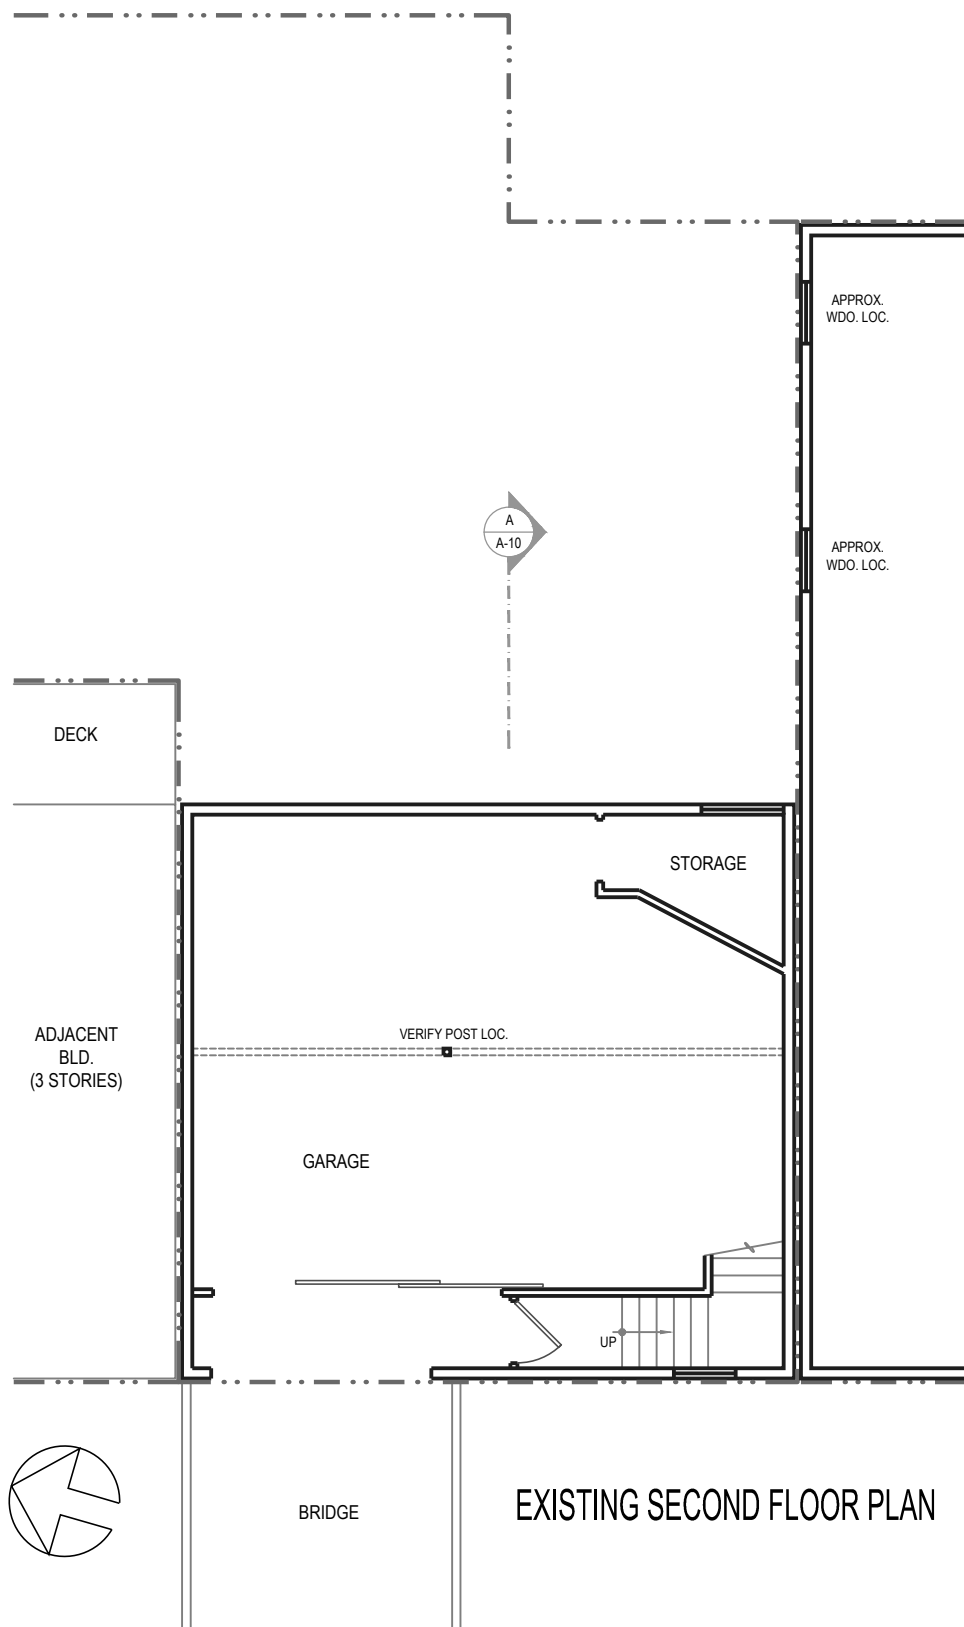 APPROX.
WDO. LOC.
A
A-10
APPROX.
WDO. LOC.
DECK
STORAGE
ADJACENT
BLD.
(3 STORIES)
VERIFY POST LOC.
GARAGE
UP
BRIDGE
EXISTING SECOND FLOOR PLAN